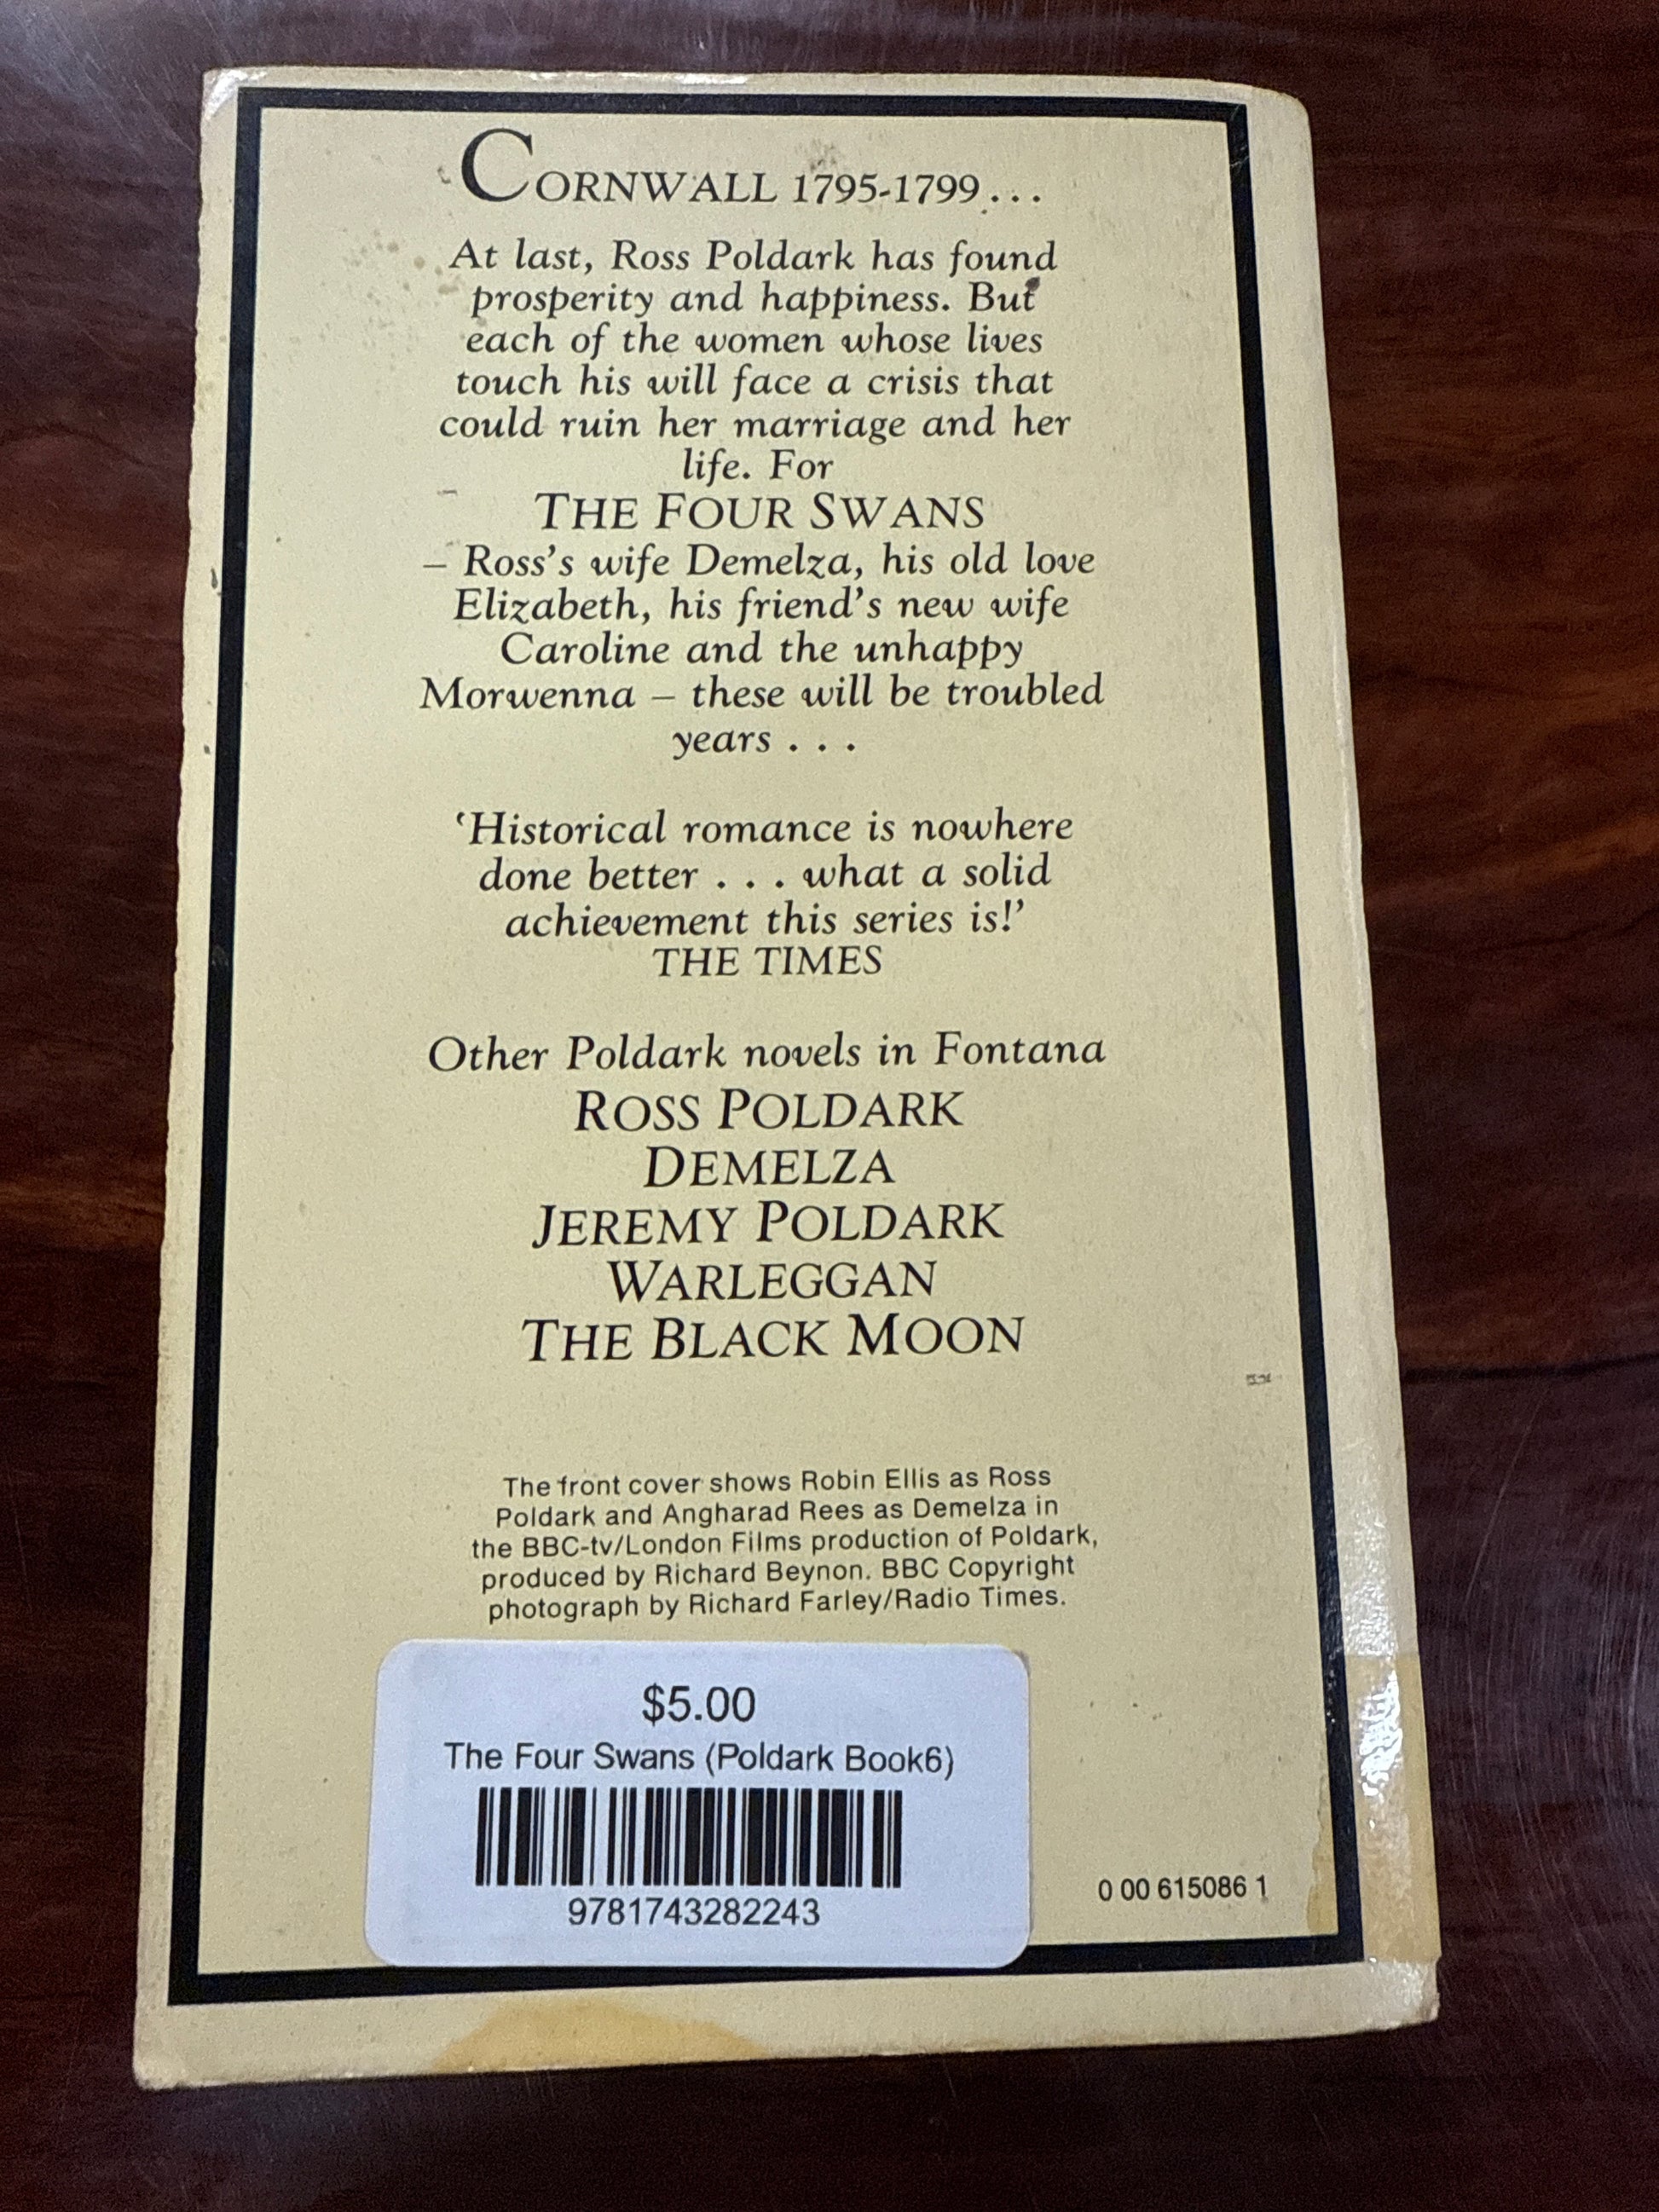 CORNWALL 1795-1799...
At last, Ross Poldark has found
prosperity and happiness. But
each of the women whose lives
touch his will face a crisis that
could ruin her marriage and her
life. For
THE FOUR SWANS
– Ross's wife Demelza, his old love
Elizabeth, his friend's new wife
Caroline and the unhappy
Morwenna – these will be troubled
years . . .
‘Historical romance is nowhere
done better . . . what a solid
achievement this series is!’
THE TIMES
Other Poldark novels in Fontana
ROSS POLDARK
DEMELZA
JEREMY POLDARK
WARLEGGAN
THE BLACK MOON
The front cover shows Robin Ellis as Ross
Poldark and Angharad Rees as Demelza in
the BBC-tv/London Films production of Poldark,
produced by Richard Beynon. BBC Copyright
photograph by Richard Farley/Radio Times.
$5.00
The Four Swans (Poldark Book6)
9781743282243
0 00 615086 1